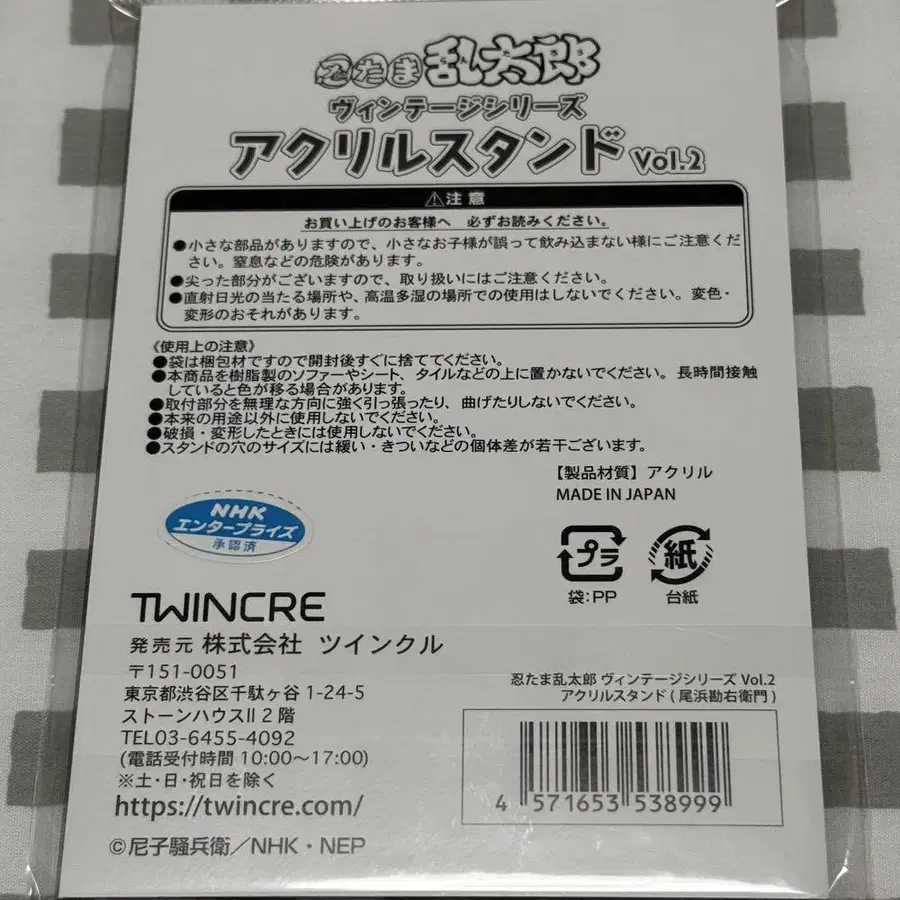 忍たま乱太郎
ヴィンテージシリーズ
アクリルスタンド Vol.2
⚠注意
お買い上げのお客様へ 必ずお読みください。
●小さな部品がありますので、小さなお子様が誤って飲み込まない様にご注意くだ
さい。窒息などの危険があります。
●尖った部分がございますので、取り扱いにはご注意ください。
●直射日光の当たる場所や、高温多湿の場所での使用はしないでください。変色・
変形のおそれがあります。
《使用上の注意》
●袋は梱包材ですので開封後すぐに捨ててください。
●本商品を樹脂製のソファーやシート、タイルなどの上に置かないでください。長時間接触
していると色が移る場合があります。
●取付部分を無理な方向に強く引っ張ったり、曲げたりしないでください。
●本来の用途以外に使用しないでください。
●破損・変形したときには使用しないでください。
●スタンドの穴のサイズには緩い・きついなどの個体差が若干ございます。
【製品材質】アクリル
MADE IN JAPAN
NHK
エンタープライズ
承認済
プラ
袋:PP
紙
台紙
TWINCRE
発売元 株式会社 ツインクル
〒151-0051
東京都渋谷区千駄ヶ谷1-24-5
ストーンハウスⅡ2階
TEL03-6455-4092
(電話受付時間 10:00〜17:00)
※土・日・祝日を除く
https://twincre.com/
©尼子騒兵衛／NHK・NEP
忍たま乱太郎 ヴィンテージシリーズ Vol.2
アクリルスタンド(尾浜勘右衛門)
4 571653 538999